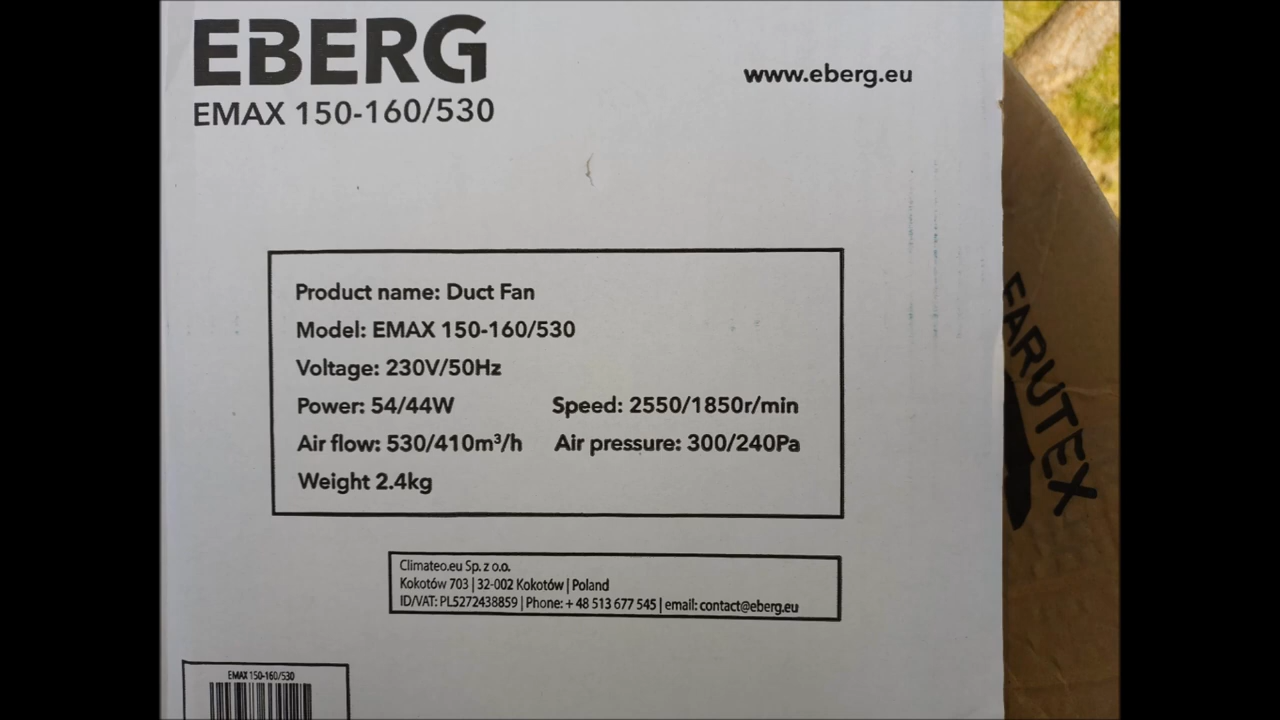 EBERG
EMAX 150-160/530
www.eberg.eu
Product name: Duct Fan
Model: EMAX 150-160/530
Voltage: 230V/50Hz
Power: 54/44W Speed: 2550/1850r/min
Air flow: 530/410m³/h Air pressure: 300/240Pa
Weight 2.4kg
Climateo.eu Sp. z o.o.
Kokotów 703 | 32-002 Kokotów | Poland
ID/VAT: PL5272438859 | Phone: + 48 513 677 545 | email: contact@eberg.eu
EMAX 150-160/530
FARUTEX